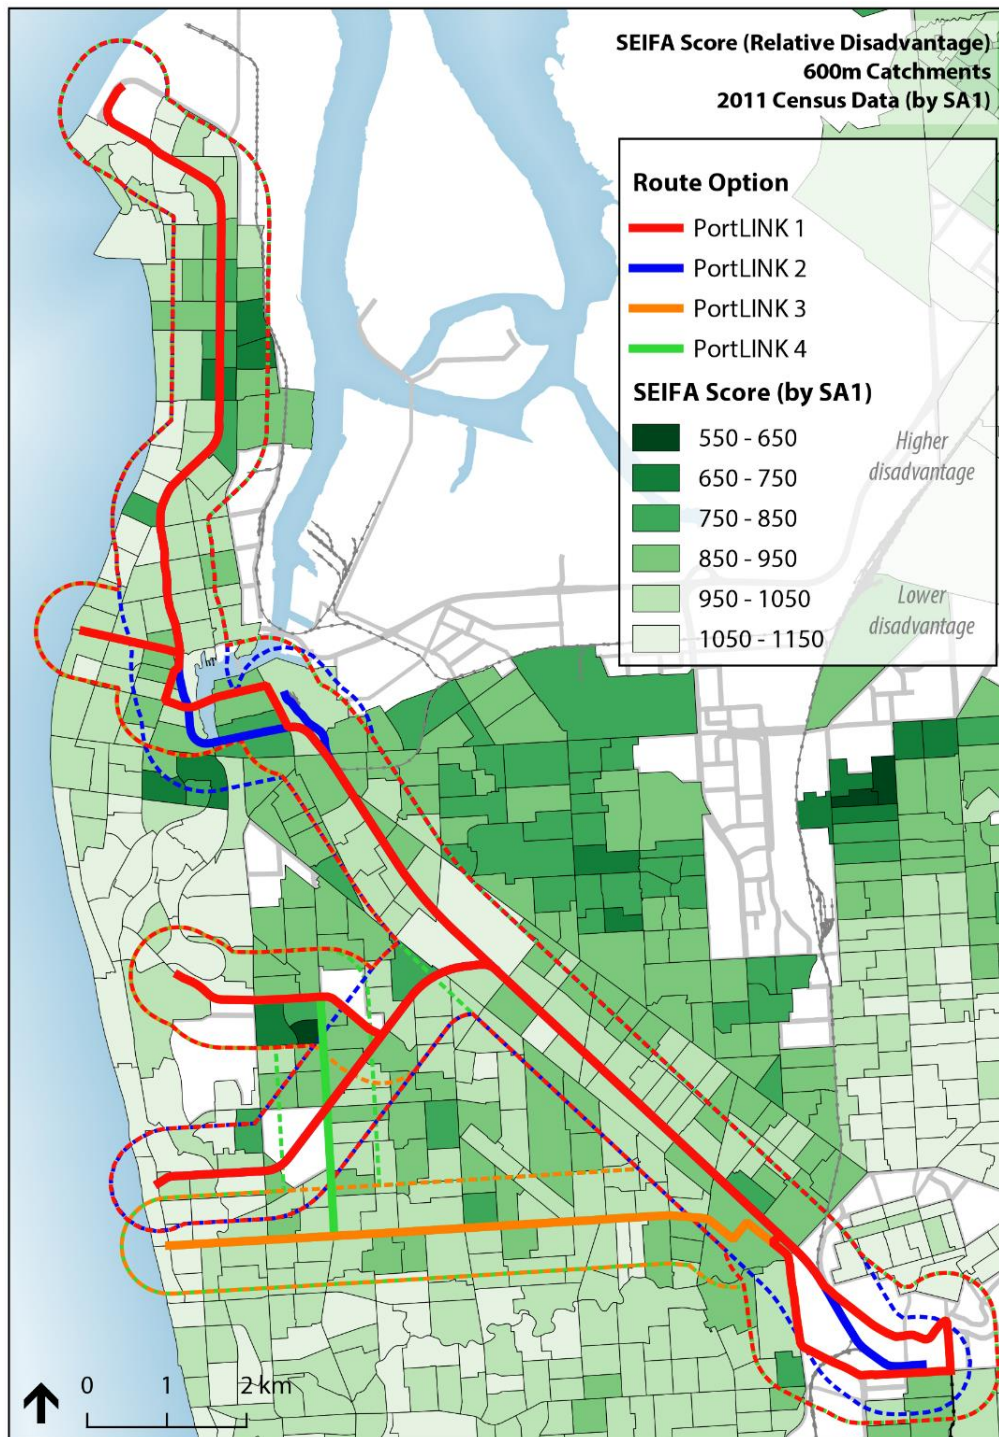 SEIFA Score (Relative Disadvantage)
600m Catchments
2011 Census Data (by SA1)
Route Option
PortLINK 1
PortLINK 2
PortLINK 3
PortLINK 4
SEIFA Score (by SA1)
550 - 650
650 - 750
750 - 850
850 - 950
950 - 1050
1050 - 1150
Higher
disadvantage
Lower
disadvantage
0 1 2 km